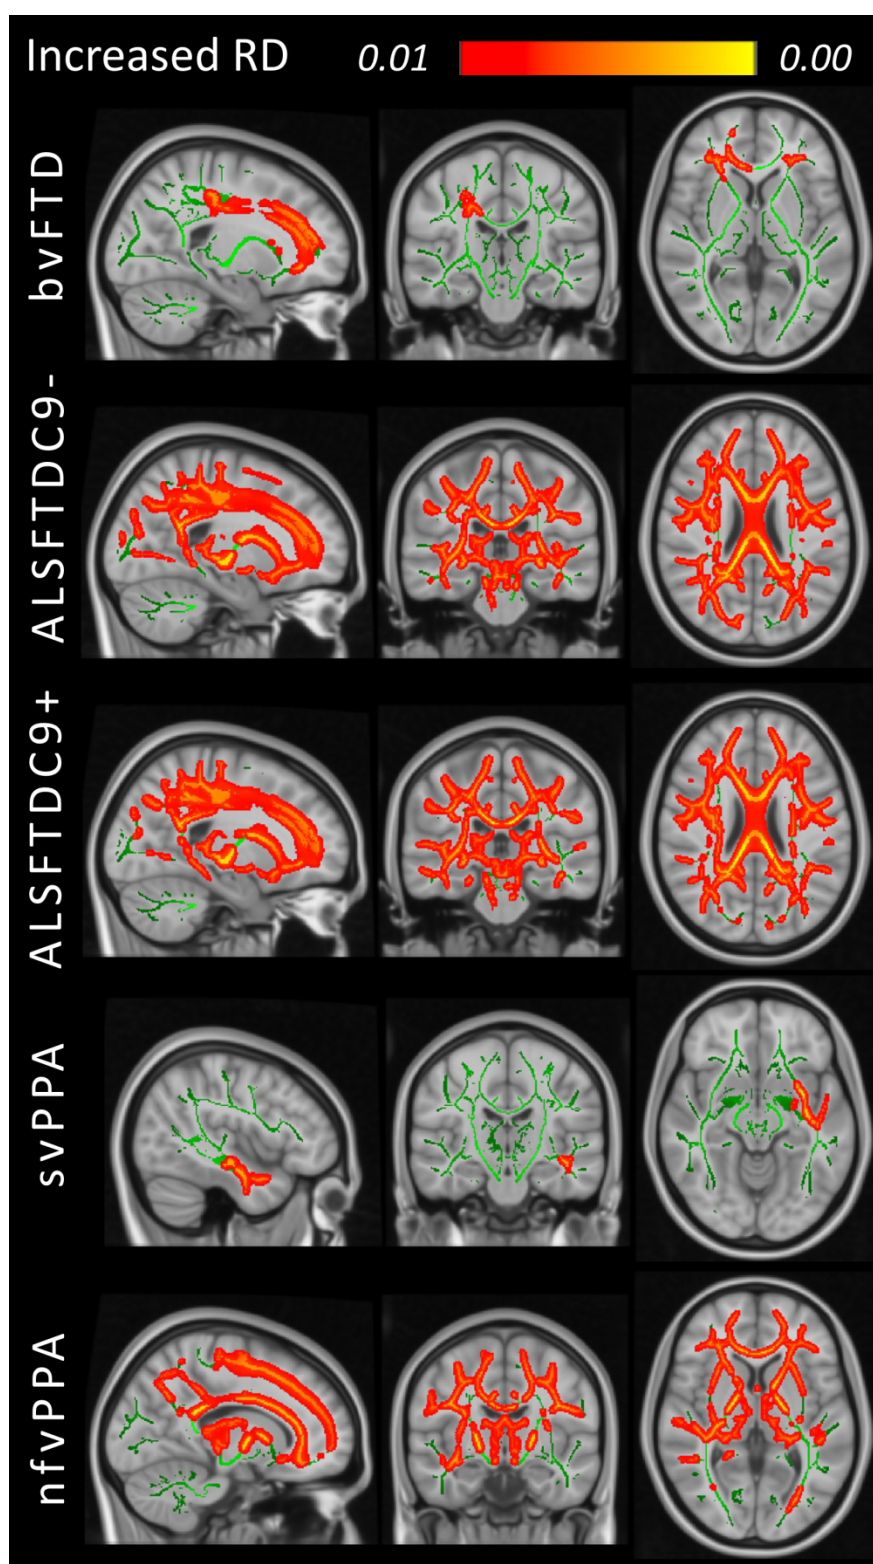 Increased RD 0.01 0.00
bvFTD
ALSFTDC9-
ALSFTDC9+
svPPA
nfvPPA